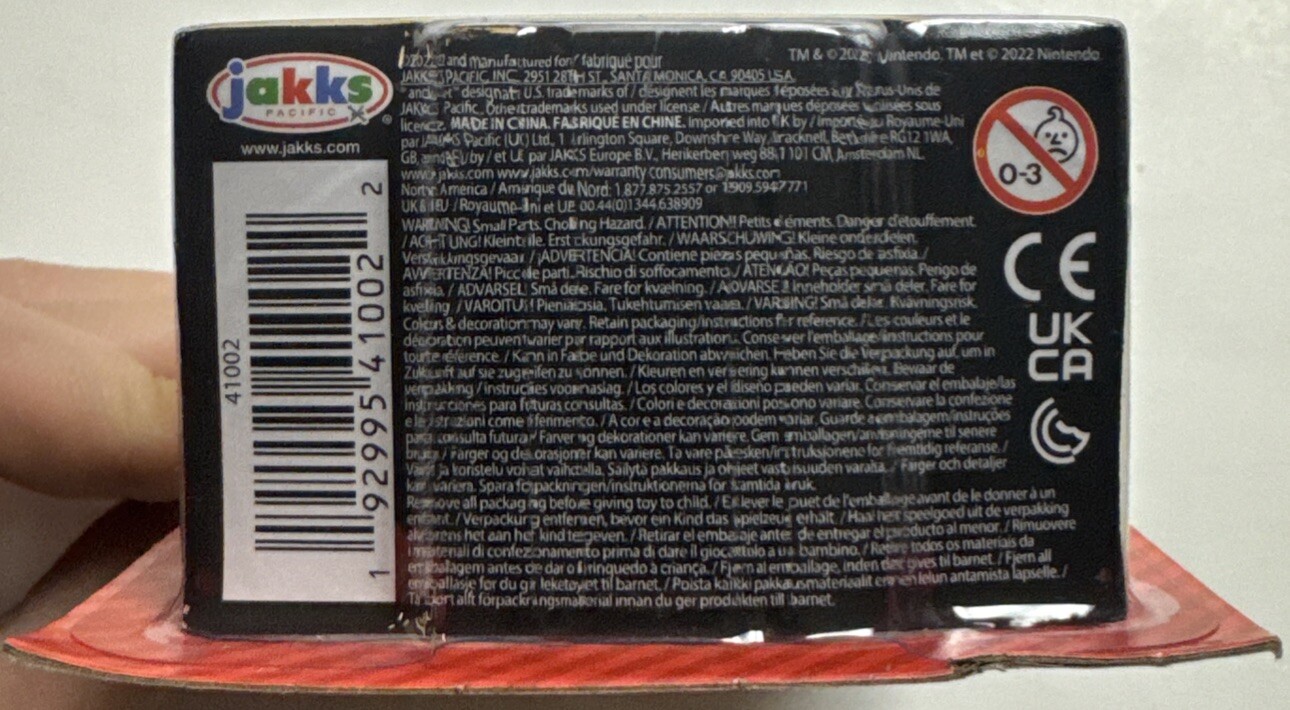 jakks
PACIFIC
®
www.jakks.com
41002
1 92995 41002 2
and manufactured for / fabriqué pour
TM & © 2022 Nintendo. TM et © 2022 Nintendo.
JAKKS PACIFIC, INC. 2951 28TH ST., SANTA MONICA, CA 90405 USA.
and designate U.S. trademarks of / désignent les marques déposées aux États-Unis de
JAKKS Pacific. Other trademarks used under license / Autres marques déposées utilisées sous
licence. MADE IN CHINA. FABRIQUÉ EN CHINE. Imported into UK by / Importé au Royaume-Uni
par JAKKS Pacific (UK) Ltd., 1 Arlington Square, Downshire Way, Bracknell, Berkshire RG12 1WA,
GB, and EU by / et UE par JAKKS Europe B.V., Herikerbergweg 88, 1101 CM, Amsterdam NL.
www.jakks.com www.jakks.com/warranty consumers@jakks.com
North America / Amérique du Nord: 1.877.875.2557 or 1.909.594.7771
UK & EU / Royaume-Uni et UE 00.44(0)1344 638909
WARNING! Small Parts. Choking Hazard. / ATTENTION!! Petits éléments. Danger d'étouffement.
/ ACHTUNG! Kleinteile. Erstickungsgefahr. / WAARSCHUWING! Kleine onderdelen.
Verstikkingsgevaar / ¡ADVERTENCIA! Contiene piezas pequeñas. Riesgo de asfixia. /
AVVERTENZA! Piccole parti. Rischio di soffocamento. / ATENÇÃO! Peças pequenas. Perigo de
asfixia. / ADVARSEL! Små dele. Fare for kvælning. / ADVARSEL! Inneholder små deler. Fare for
kvelling. / VAROITUS! Pieniä osia. Tukehtumisen vaara. / VARNING! Små delar. Kvävningsrisk.
Colours & decoration may vary. Retain packaging/instructions for reference. / Les couleurs et le
décoration peuvent varier par rapport aux illustrations. Conserver l'emballage/instructions pour
toute référence. / Kann in Farbe und Dekoration abweichen. Heben Sie die Verpackung auf, um in
Zukunft auf sie zugreifen zu können. / Kleuren en versiering kunnen verschillen. Bewaar de
verpakking / instructies voor naslag. / Los colores y el diseño pueden variar. Conservar el embalaje/las
instrucciones para futuras consultas. / Colori e decorazioni possono variare. Conservare la confezione
e le istruzioni come riferimento. / A cor e a decoração podem variar. Guarde a embalagem/instruções
para consulta futura / Farver og dekorationer kan variere. Gem emballagen/anvisningerne til senere
brug. / Farger og dekorasjoner kan variere. Ta vare på esken/instruksjonene for fremtidig referanse. /
Värit ja koristelu voivat vaihdella. Säilytä pakkaus ja ohjeet vastaisuuden varalta. / Färger och detaljer
kan variera. Spara förpackningen/instruktionerna för framtida bruk.
Remove all packaging before giving toy to child. / Enlever le jouet de l'emballage avant de le donner à un
enfant. / Verpackung entfernen, bevor ein Kind das Spielzeug erhält. / Haal het speelgoed uit de verpakking
alvorens het aan het kind te geven. / Retirar el embalaje antes de entregar el producto al menor. / Rimuovere
i materiali di confezionamento prima di dare il giocattolo a un bambino. / Retire todos os materiais da
embalagem antes de dar o brinquedo à criança. / Fjern al emballage, inden der gives til barnet. / Fjern all
emballasje før du gir leketøyet til barnet. / Poista kaikki pakkausmateriaalit ennen lelun antamista lapselle. /
Ta bort allt förpackningsmaterial innan du ger produkten till barnet.
0-3
CE
UK
CA